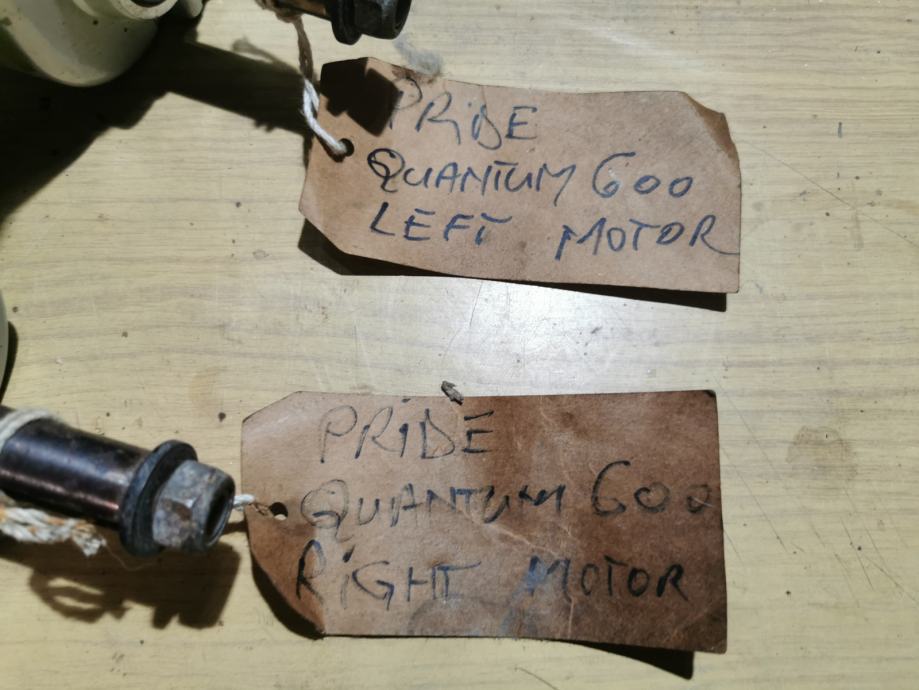 PRiDE
QUANTUM 600
LEFT MOTOR
PRiDE
QUANTUM 600
RiGHT MOTOR